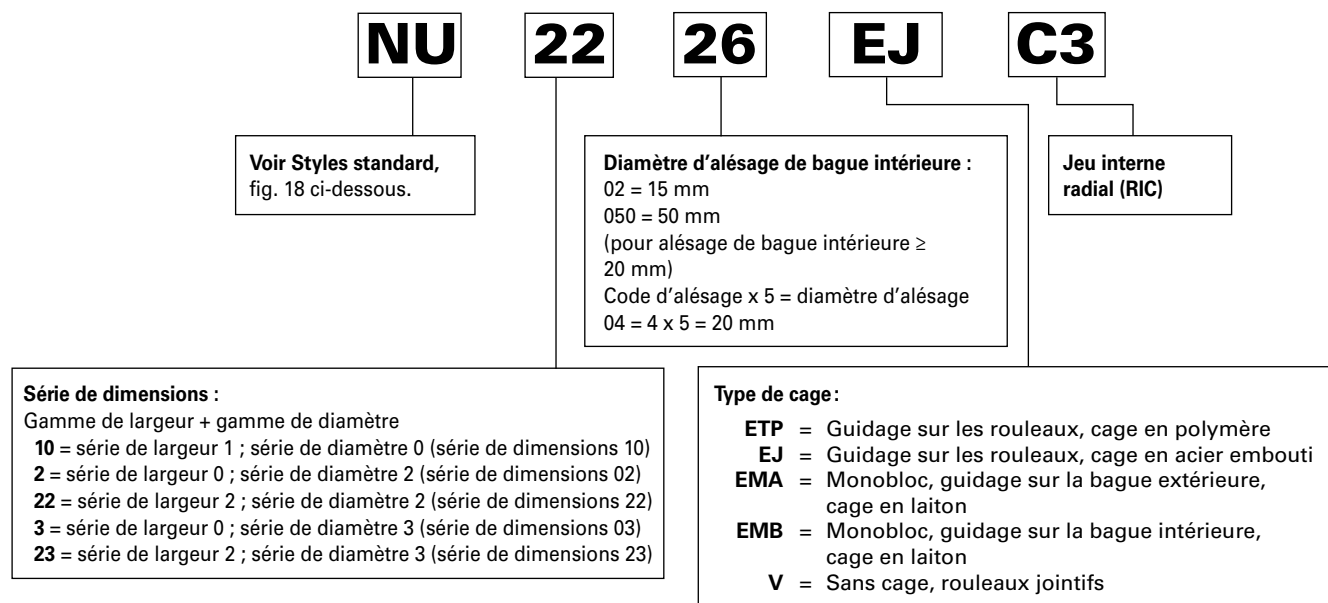 NU 22 26 EJ C3
Voir Styles standard,
fig. 18 ci-dessous.
Diamètre d'alésage de bague intérieure :
02 = 15 mm
050 = 50 mm
(pour alésage de bague intérieure ≥
20 mm)
Code d'alésage x 5 = diamètre d'alésage
04 = 4 x 5 = 20 mm
Jeu interne
radial (RIC)
Série de dimensions :
Gamme de largeur + gamme de diamètre
10 = série de largeur 1 ; série de diamètre 0 (série de dimensions 10)
2 = série de largeur 0 ; série de diamètre 2 (série de dimensions 02)
22 = série de largeur 2 ; série de diamètre 2 (série de dimensions 22)
3 = série de largeur 0 ; série de diamètre 3 (série de dimensions 03)
23 = série de largeur 2 ; série de diamètre 3 (série de dimensions 23)
Type de cage :
ETP = Guidage sur les rouleaux, cage en polymère
EJ = Guidage sur les rouleaux, cage en acier embouti
EMA = Monobloc, guidage sur la bague extérieure,
cage en laiton
EMB = Monobloc, guidage sur la bague intérieure,
cage en laiton
V = Sans cage, rouleaux jointifs